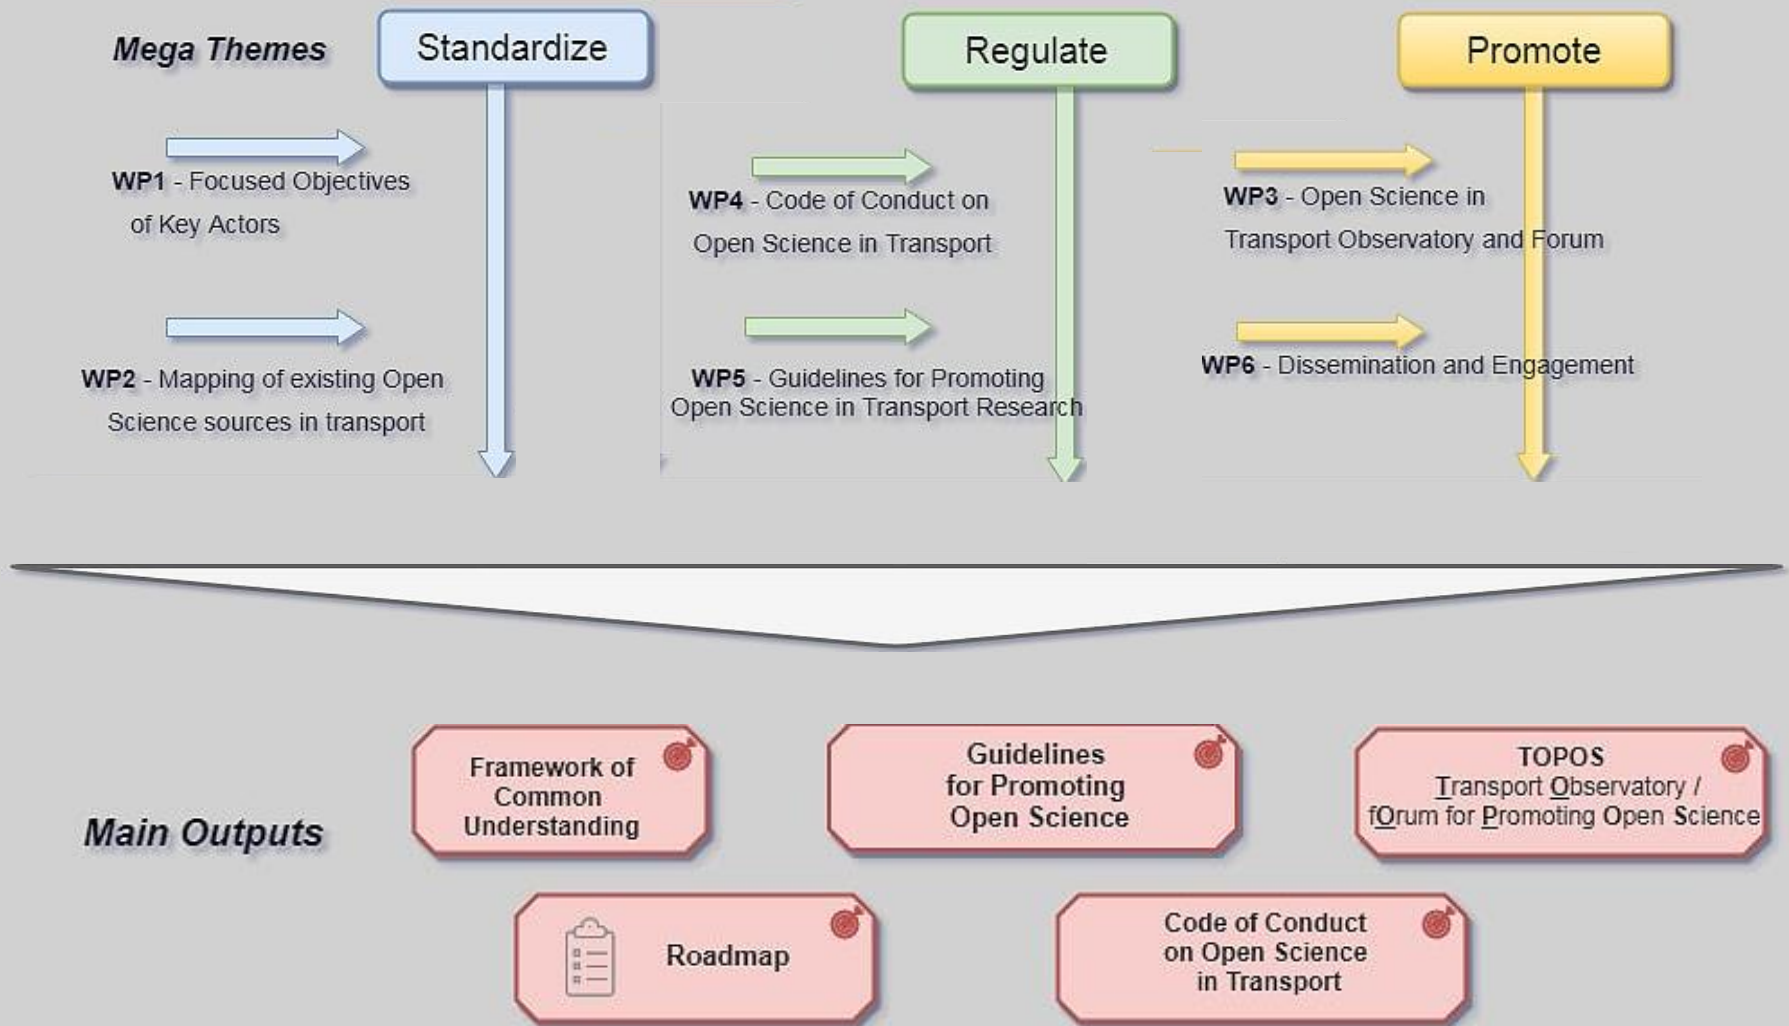 Mega Themes
Standardize
Regulate
Promote
WP1 - Focused Objectives
of Key Actors
WP2 - Mapping of existing Open
Science sources in transport
WP4 - Code of Conduct on
Open Science in Transport
WP5 - Guidelines for Promoting
Open Science in Transport Research
WP3 - Open Science in
Transport Observatory and Forum
WP6 - Dissemination and Engagement
Main Outputs
Framework of
Common
Understanding
Guidelines
for Promoting
Open Science
TOPOS
Transport Observatory /
fOrum for Promoting Open Science
Roadmap
Code of Conduct
on Open Science
in Transport